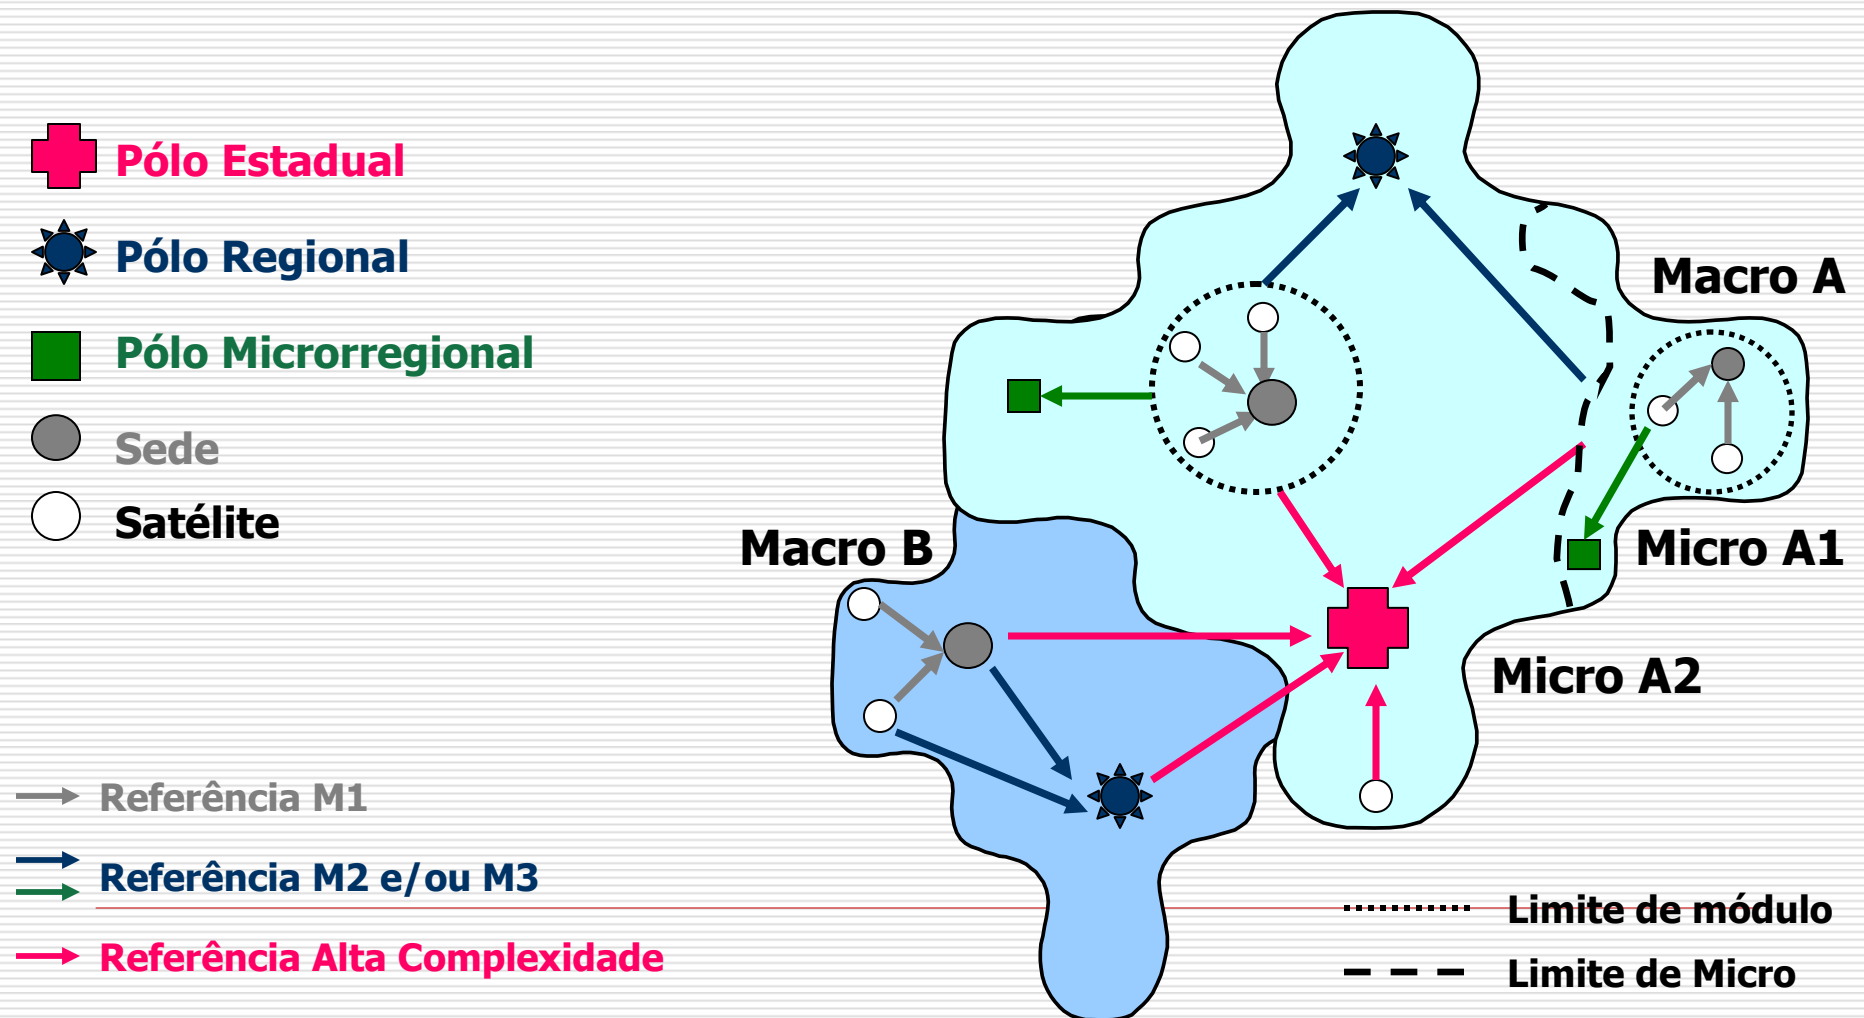 Pólo Estadual
Pólo Regional
Pólo Microrregional
Sede
Satélite
Macro A
Macro B
Micro A1
Micro A2
Referência M1
Referência M2 e/ou M3
Referência Alta Complexidade
Limite de módulo
Limite de Micro